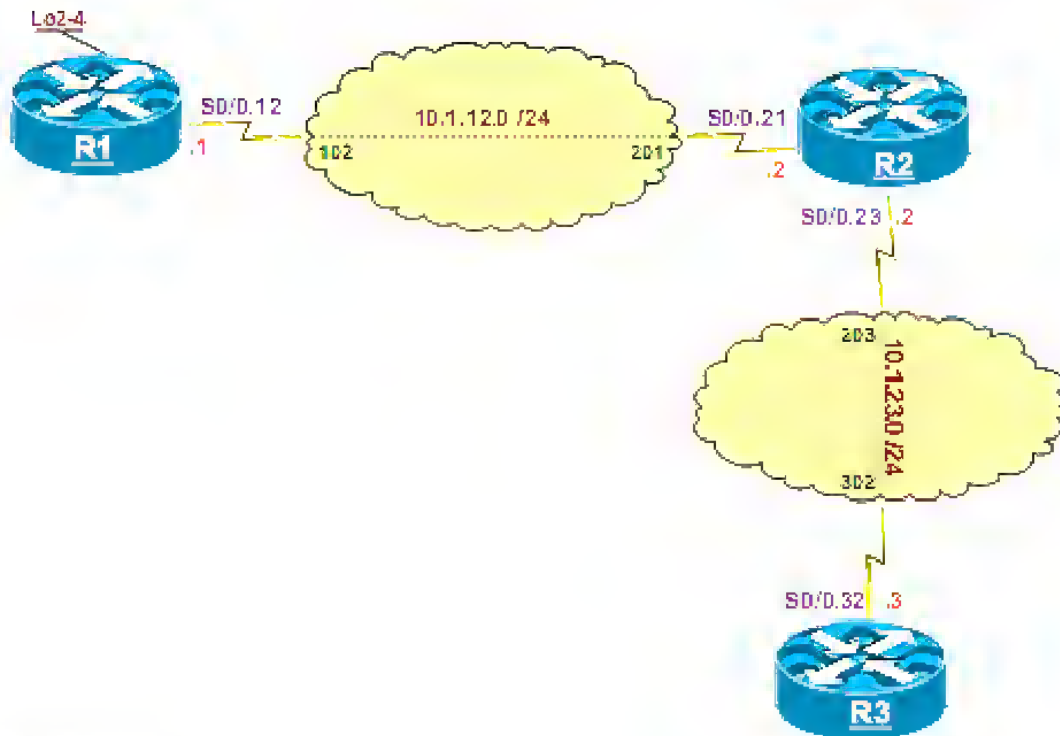 Lo2-4
S0/0.12
10.1.12.0 /24
S0/0.21
R1
.1
102
201
.2
R2
S0/0.23
.2
203
10.1.23.0 /24
302
S0/0.32
.3
R3